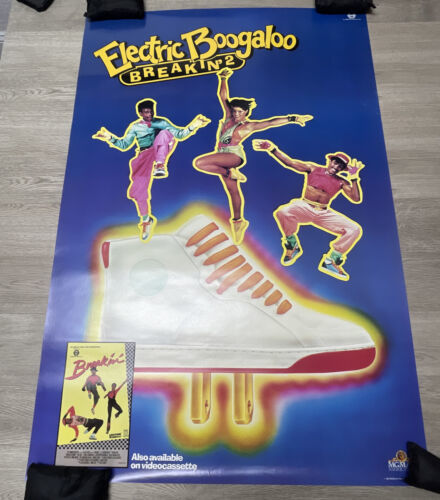 Electric Boogaloo
BREAKIN' 2
Breakin'
Also available
on videocassette
MGM